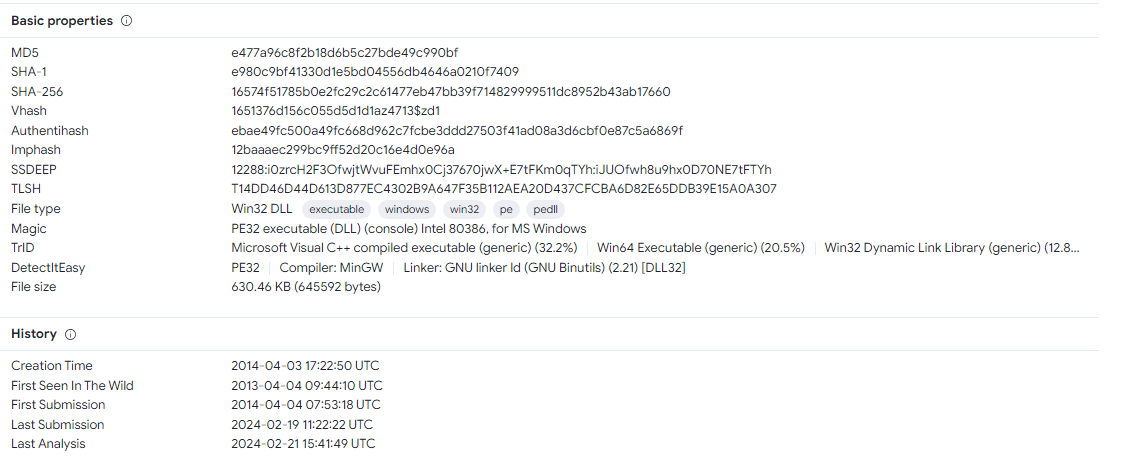 Basic properties
MD5 e477a96c8f2b18d6b5c27bde49c990bf
SHA-1 e980c9bf41330d1e5bd04556db4646a0210f7409
SHA-256 16574f51785b0e2fc29c2c61477eb47bb39f714829999511dc8952b43ab17660
Vhash 1651376d156c055d5d1d1az4713$zd1
Authentihash ebae49fc500a49fc668d962c7fcbe3ddd27503f41ad08a3d6cbf0e87c5a6869f
Imphash 12baaaec299bc9ff52d20c16e4d0e96a
SSDEEP 12288:i0zrcH2F3OfwjtWvuFEmhx0Cj37670jwX+E7tFKm0qTYh:iJUOfwh8u9hx0D70NE7tFTYh
TLSH T14DD46D44D613D877EC4302B9A647F35B112AEA20D437CFCBA6D82E65DDB39E15A0A307
File type Win32 DLL executable windows win32 pe pedll
Magic PE32 executable (DLL) (console) Intel 80386, for MS Windows
TrID Microsoft Visual C++ compiled executable (generic) (32.2%) Win64 Executable (generic) (20.5%) Win32 Dynamic Link Library (generic) (12.8...
DetectItEasy PE32 Compiler: MinGW Linker: GNU linker ld (GNU Binutils) (2.21) [DLL32]
File size 630.46 KB (645592 bytes)
History
Creation Time 2014-04-03 17:22:50 UTC
First Seen In The Wild 2013-04-04 09:44:10 UTC
First Submission 2014-04-04 07:53:18 UTC
Last Submission 2024-02-19 11:22:22 UTC
Last Analysis 2024-02-21 15:41:49 UTC